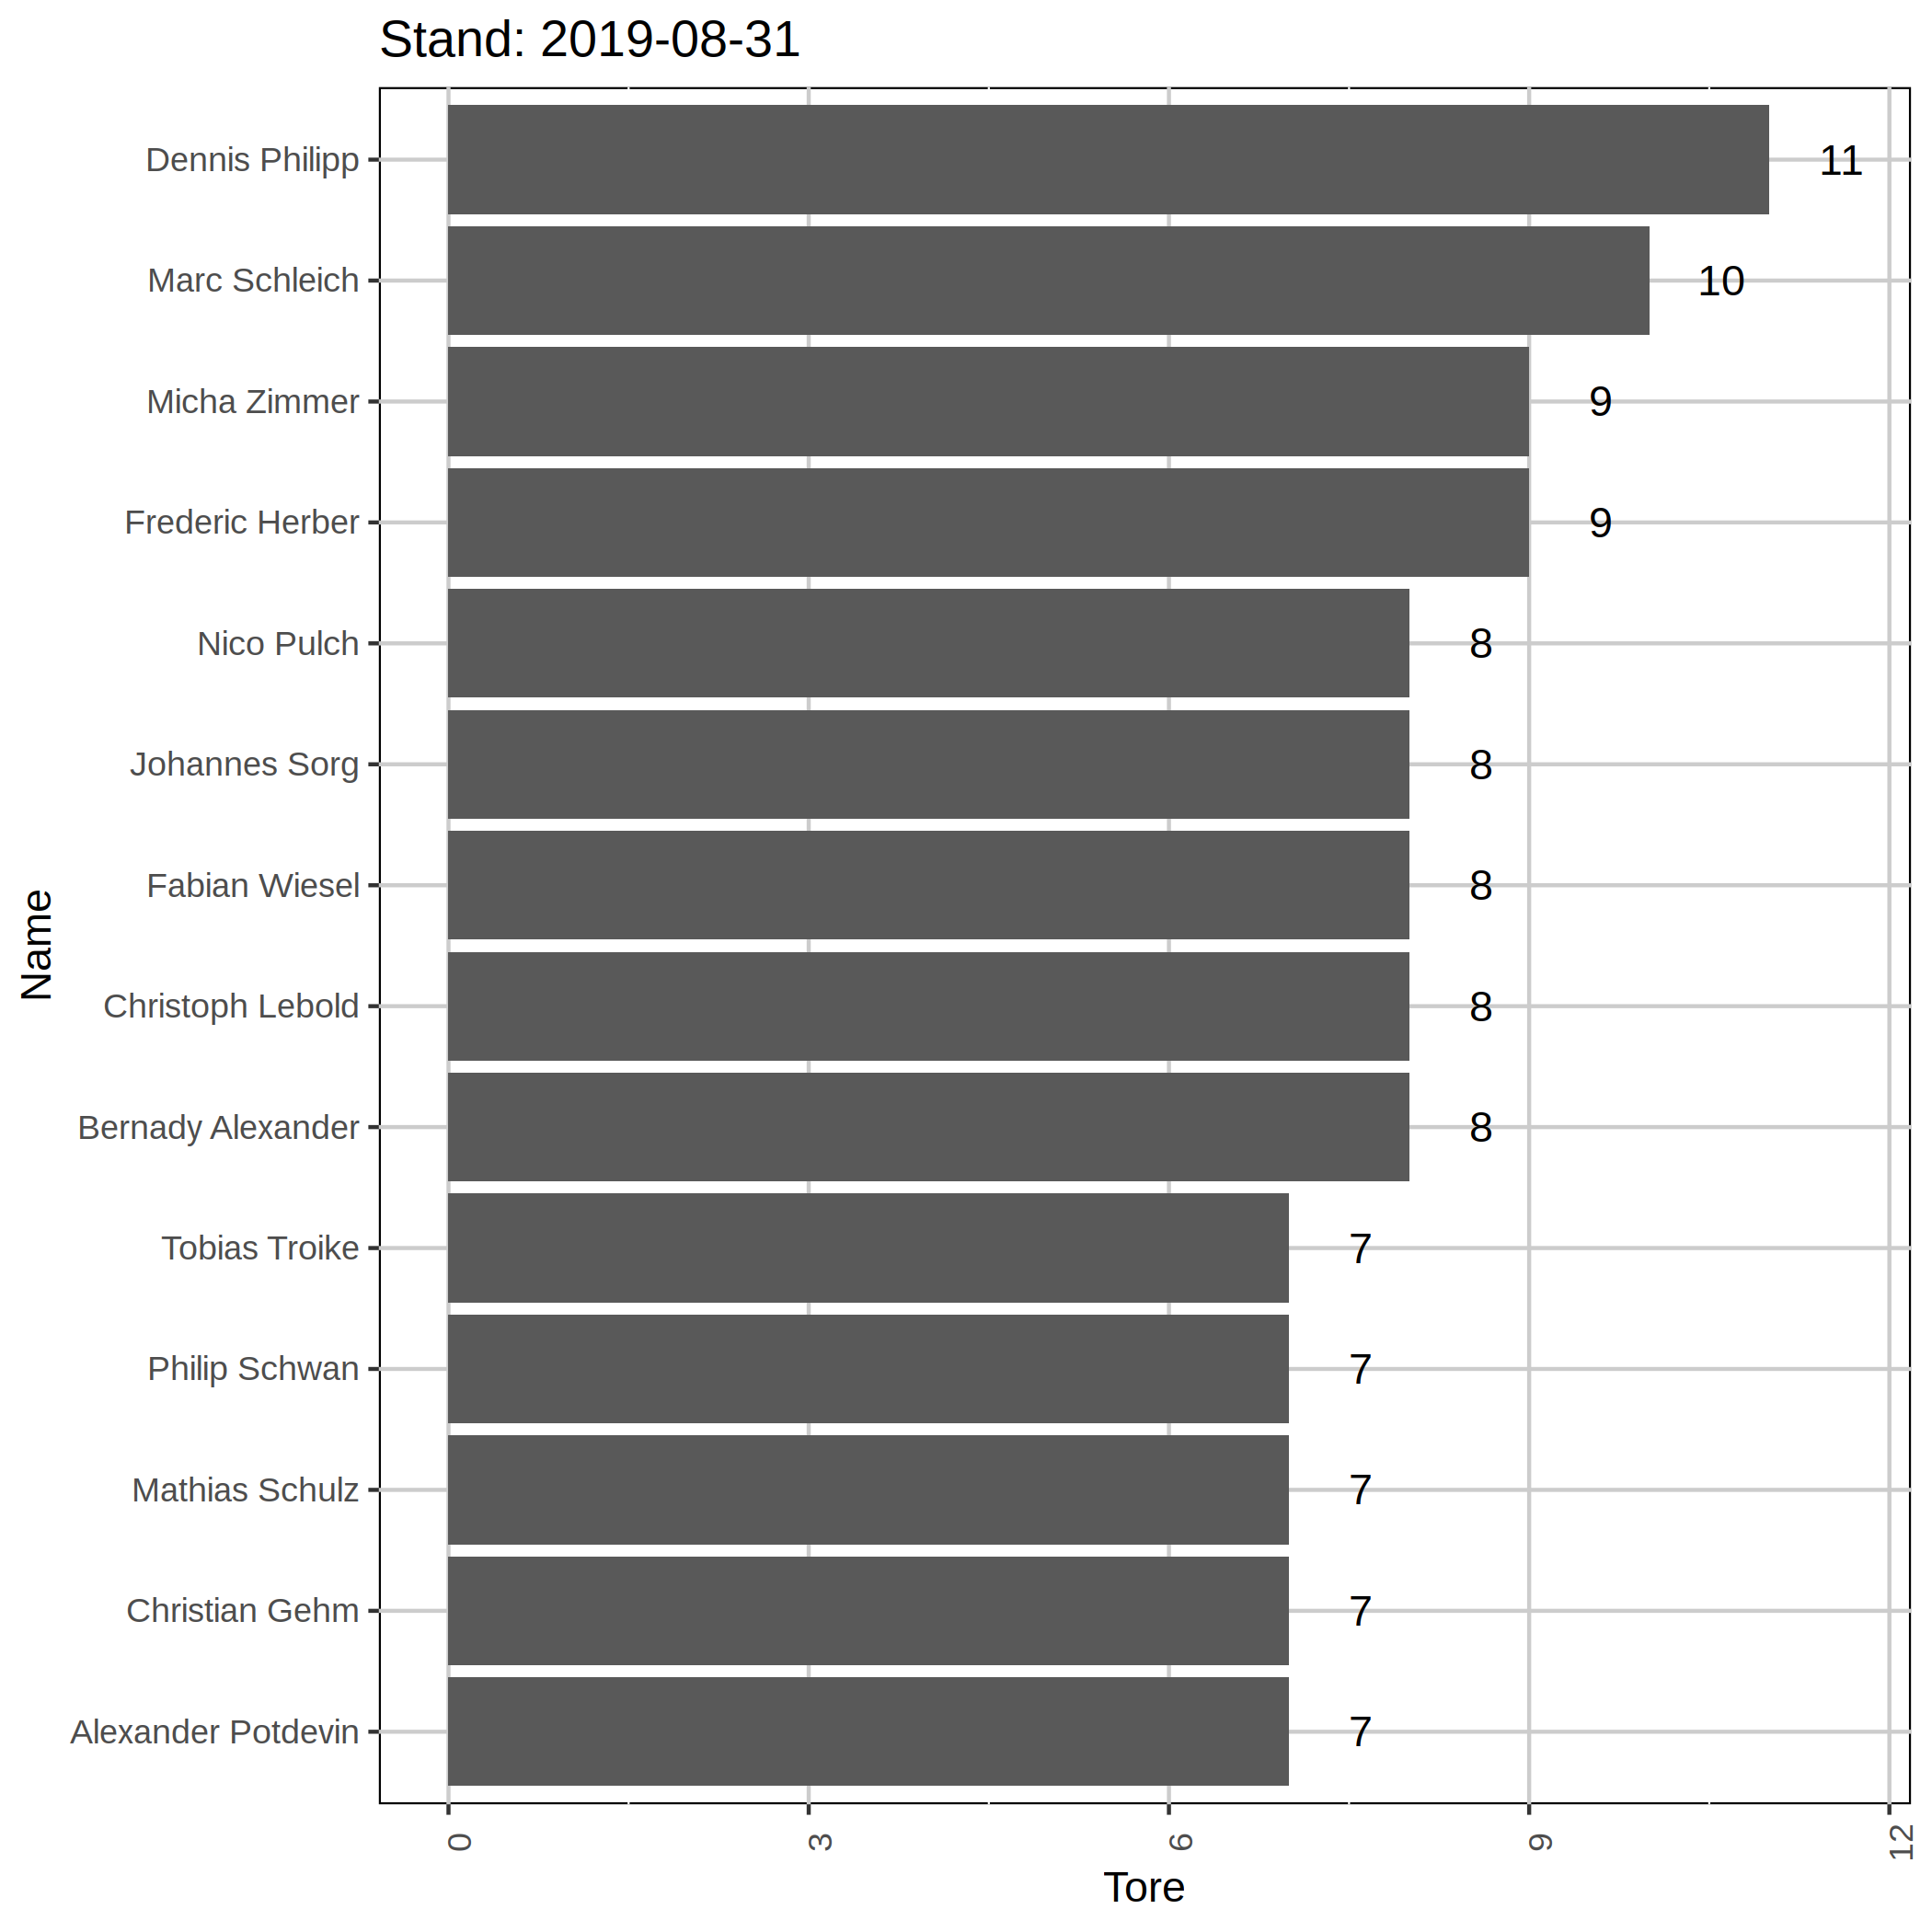 Stand: 2019-08-31
Dennis Philipp 11
Marc Schleich 10
Micha Zimmer 9
Frederic Herber 9
Nico Pulch 8
Johannes Sorg 8
Fabian Wiesel 8
Christoph Lebold 8
Bernady Alexander 8
Tobias Troike 7
Philip Schwan 7
Mathias Schulz 7
Christian Gehm 7
Alexander Potdevin 7
Name
0 3 6 9 12
Tore